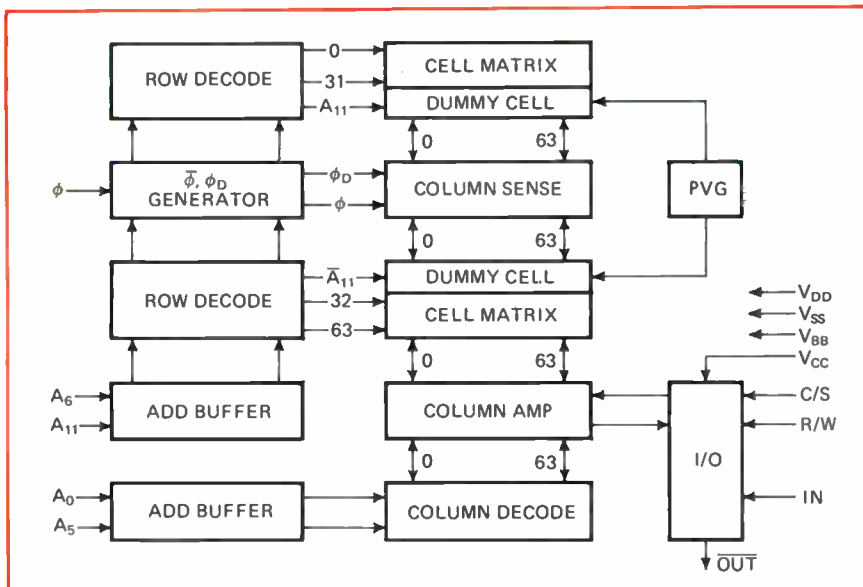 ROW DECODE
0
31
A₁₁
CELL MATRIX
DUMMY CELL
0
63
ϕ
ϕ̅, ϕD
GENERATOR
ϕD
ϕ
COLUMN SENSE
PVG
0
63
ROW DECODE
A̅₁₁
32
63
DUMMY CELL
CELL MATRIX
VDD
VSS
VBB
VCC
0
63
A₆
A₁₁
ADD BUFFER
COLUMN AMP
I/O
C/S
R/W
0
63
A₀
A₅
ADD BUFFER
COLUMN DECODE
IN
O̅U̅T̅